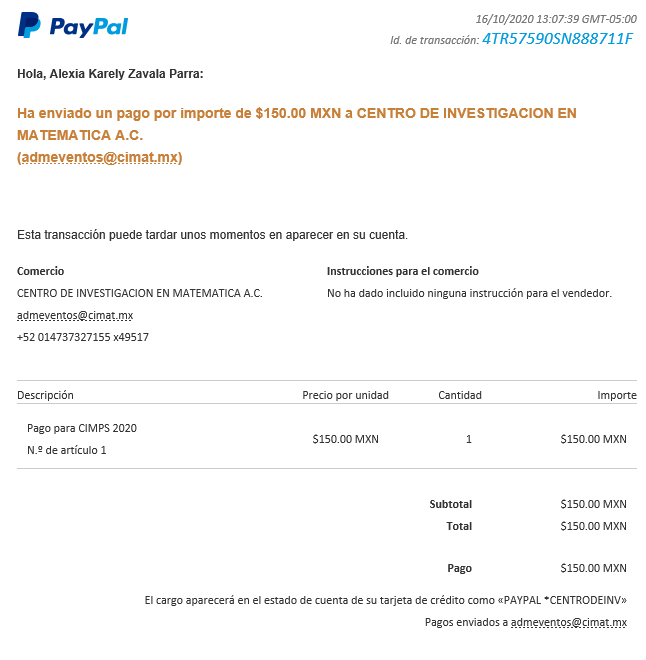 PayPal
16/10/2020 13:07:39 GMT-05:00
Id. de transacción: 4TR57590SN888711F
Hola, Alexia Karely Zavala Parra:
Ha enviado un pago por importe de $150.00 MXN a CENTRO DE INVESTIGACION EN
MATEMATICA A.C.
(admeventos@cimat.mx)
Esta transacción puede tardar unos momentos en aparecer en su cuenta.
Comercio
CENTRO DE INVESTIGACION EN MATEMATICA A.C.
admeventos@cimat.mx
+52 014737327155 x49517
Instrucciones para el comercio
No ha dado incluido ninguna instrucción para el vendedor.
Descripción Precio por unidad Cantidad Importe
Pago para CIMPS 2020
N.º de artículo 1
$150.00 MXN 1 $150.00 MXN
Subtotal $150.00 MXN
Total $150.00 MXN
Pago $150.00 MXN
El cargo aparecerá en el estado de cuenta de su tarjeta de crédito como «PAYPAL *CENTRODEINV»
Pagos enviados a admeventos@cimat.mx